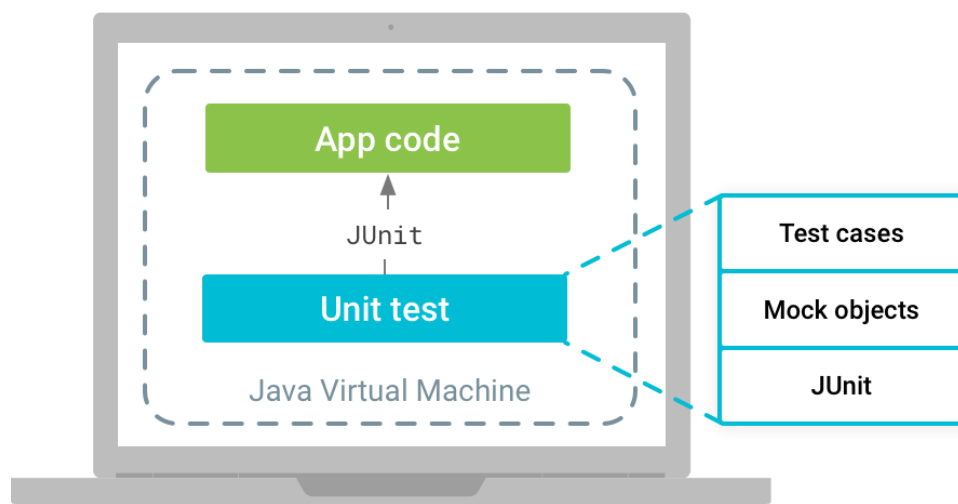 App code
JUnit
Unit test
Java Virtual Machine
Test cases
Mock objects
JUnit